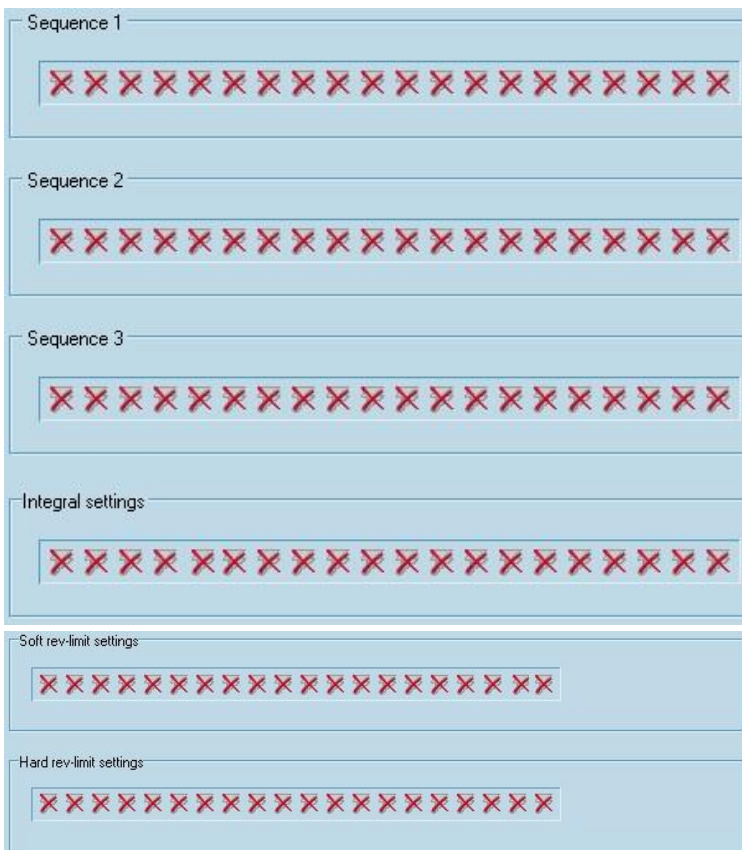 Sequence 1
Sequence 2
Sequence 3
Integral settings
Soft rev-limit settings
Hard rev-limit settings